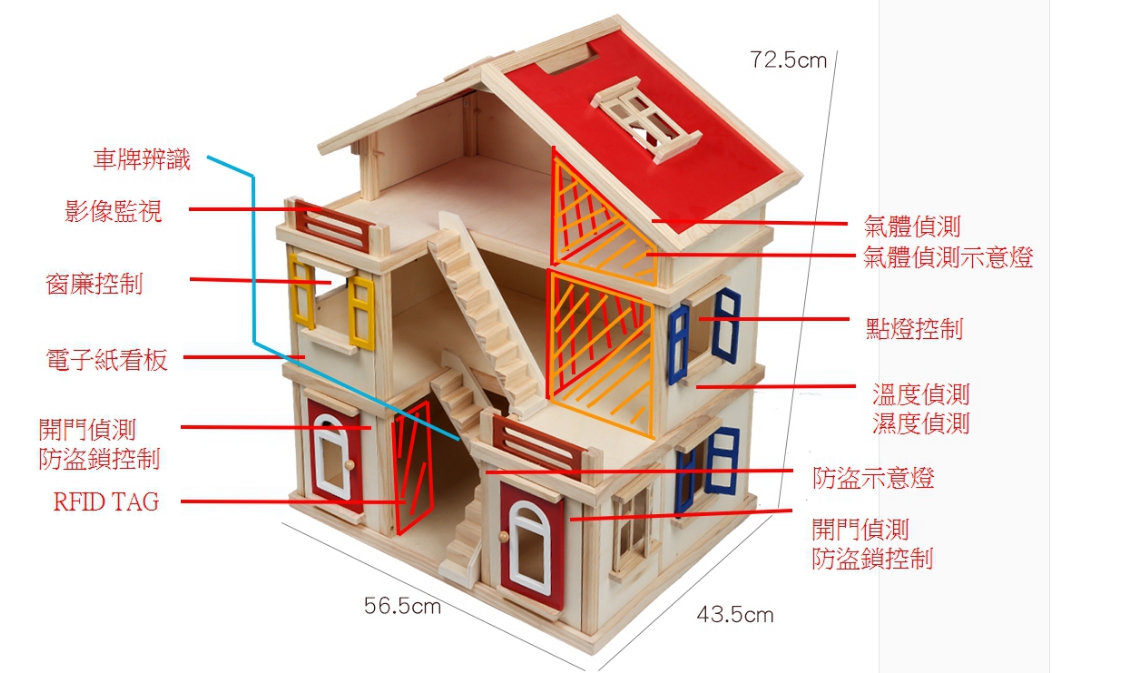 72.5cm
車牌辨識
影像監視
窗廉控制
電子紙看板
開門偵測
防盜鎖控制
RFID TAG
氣體偵測
氣體偵測示意燈
點燈控制
溫度偵測
濕度偵測
防盜示意燈
開門偵測
防盜鎖控制
56.5cm
43.5cm